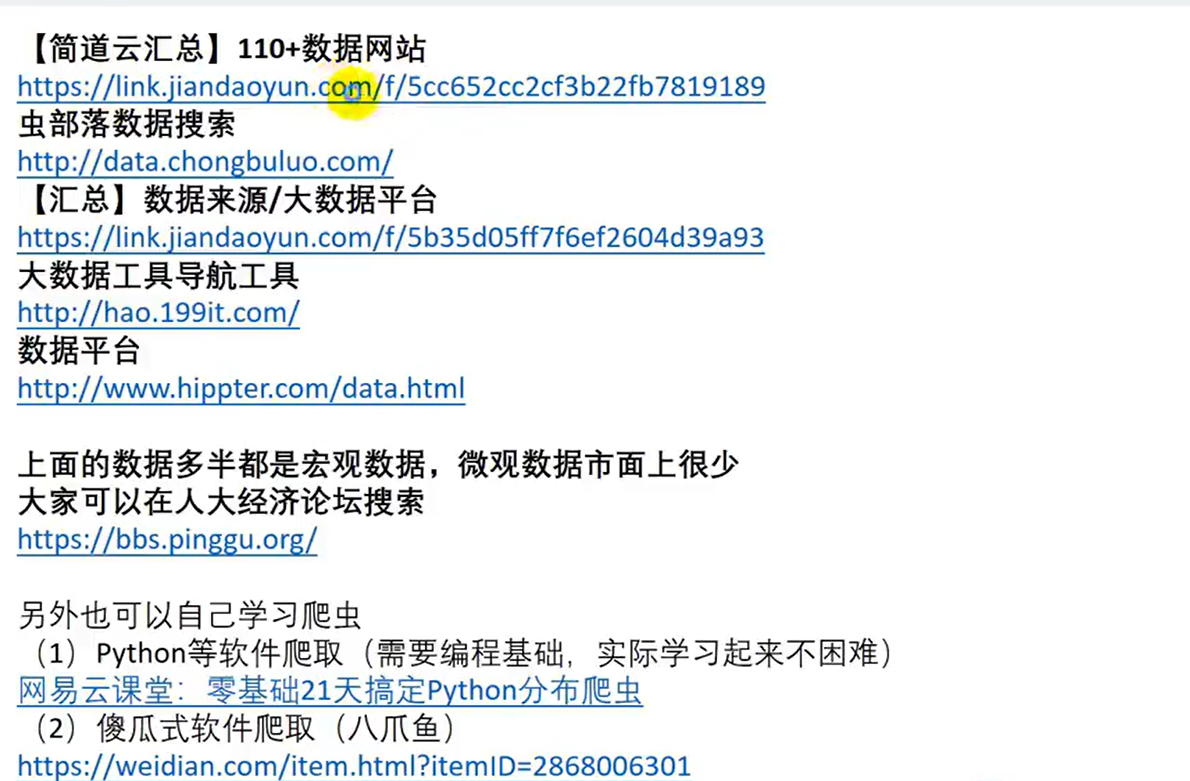 【简道云汇总】110+数据网站
https://link.jiandaoyun.com/f/5cc652cc2cf3b22fb7819189
虫部落数据搜索
http://data.chongbuluo.com/
【汇总】数据来源/大数据平台
https://link.jiandaoyun.com/f/5b35d05ff7f6ef2604d39a93
大数据工具导航工具
http://hao.199it.com/
数据平台
http://www.hippter.com/data.html
上面的数据多半都是宏观数据，微观数据市面上很少
大家可以在人大经济论坛搜索
https://bbs.pinggu.org/
另外也可以自己学习爬虫
（1）Python等软件爬取（需要编程基础，实际学习起来不困难）
网易云课堂：零基础21天搞定Python分布爬虫
（2）傻瓜式软件爬取（八爪鱼）
https://weidian.com/item.html?itemID=2868006301